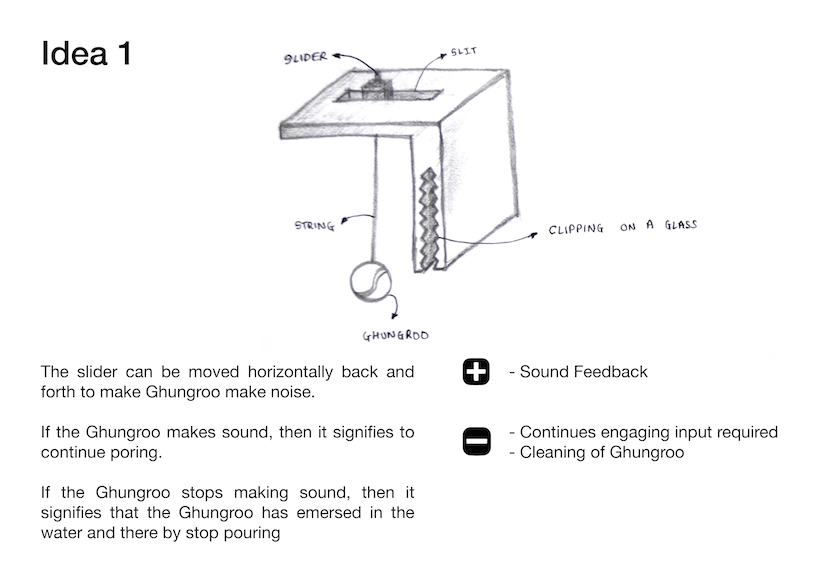 Idea 1
SLIDER
SLIT
STRING
CLIPPING ON A GLASS
GHUNGROO
The slider can be moved horizontally back and
forth to make Ghungroo make noise.
If the Ghungroo makes sound, then it signifies to
continue poring.
If the Ghungroo stops making sound, then it
signifies that the Ghungroo has emersed in the
water and there by stop pouring
- Sound Feedback
- Continues engaging input required
- Cleaning of Ghungroo